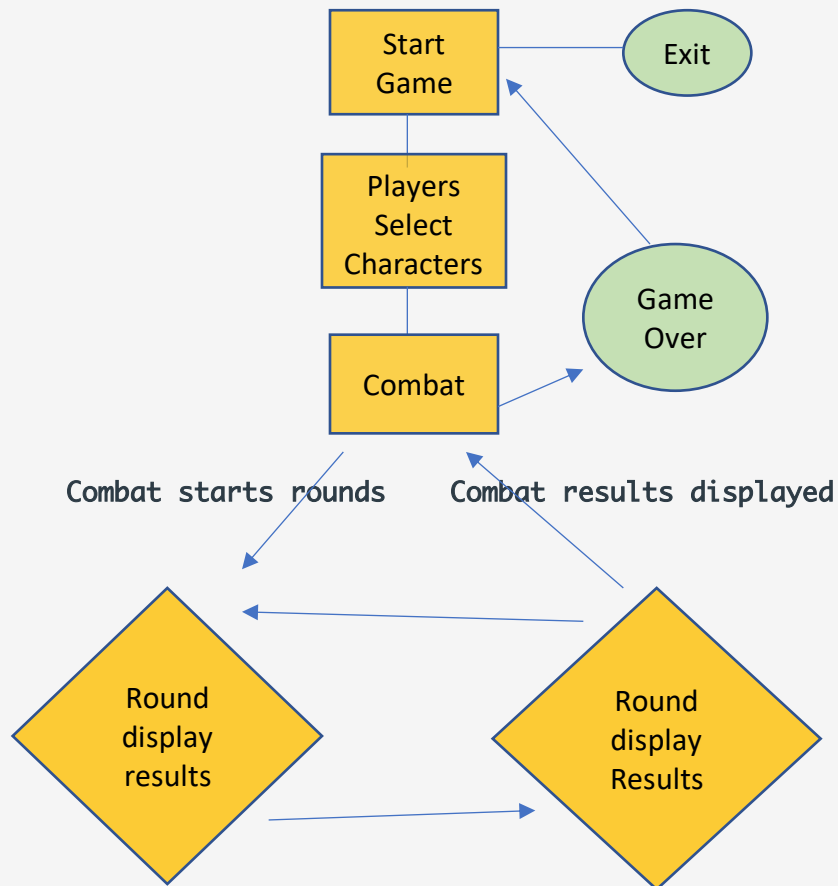 Start
Game
Exit
Players
Select
Characters
Game
Over
Combat
Combat starts rounds
Combat results displayed
Round
display
results
Round
display
Results